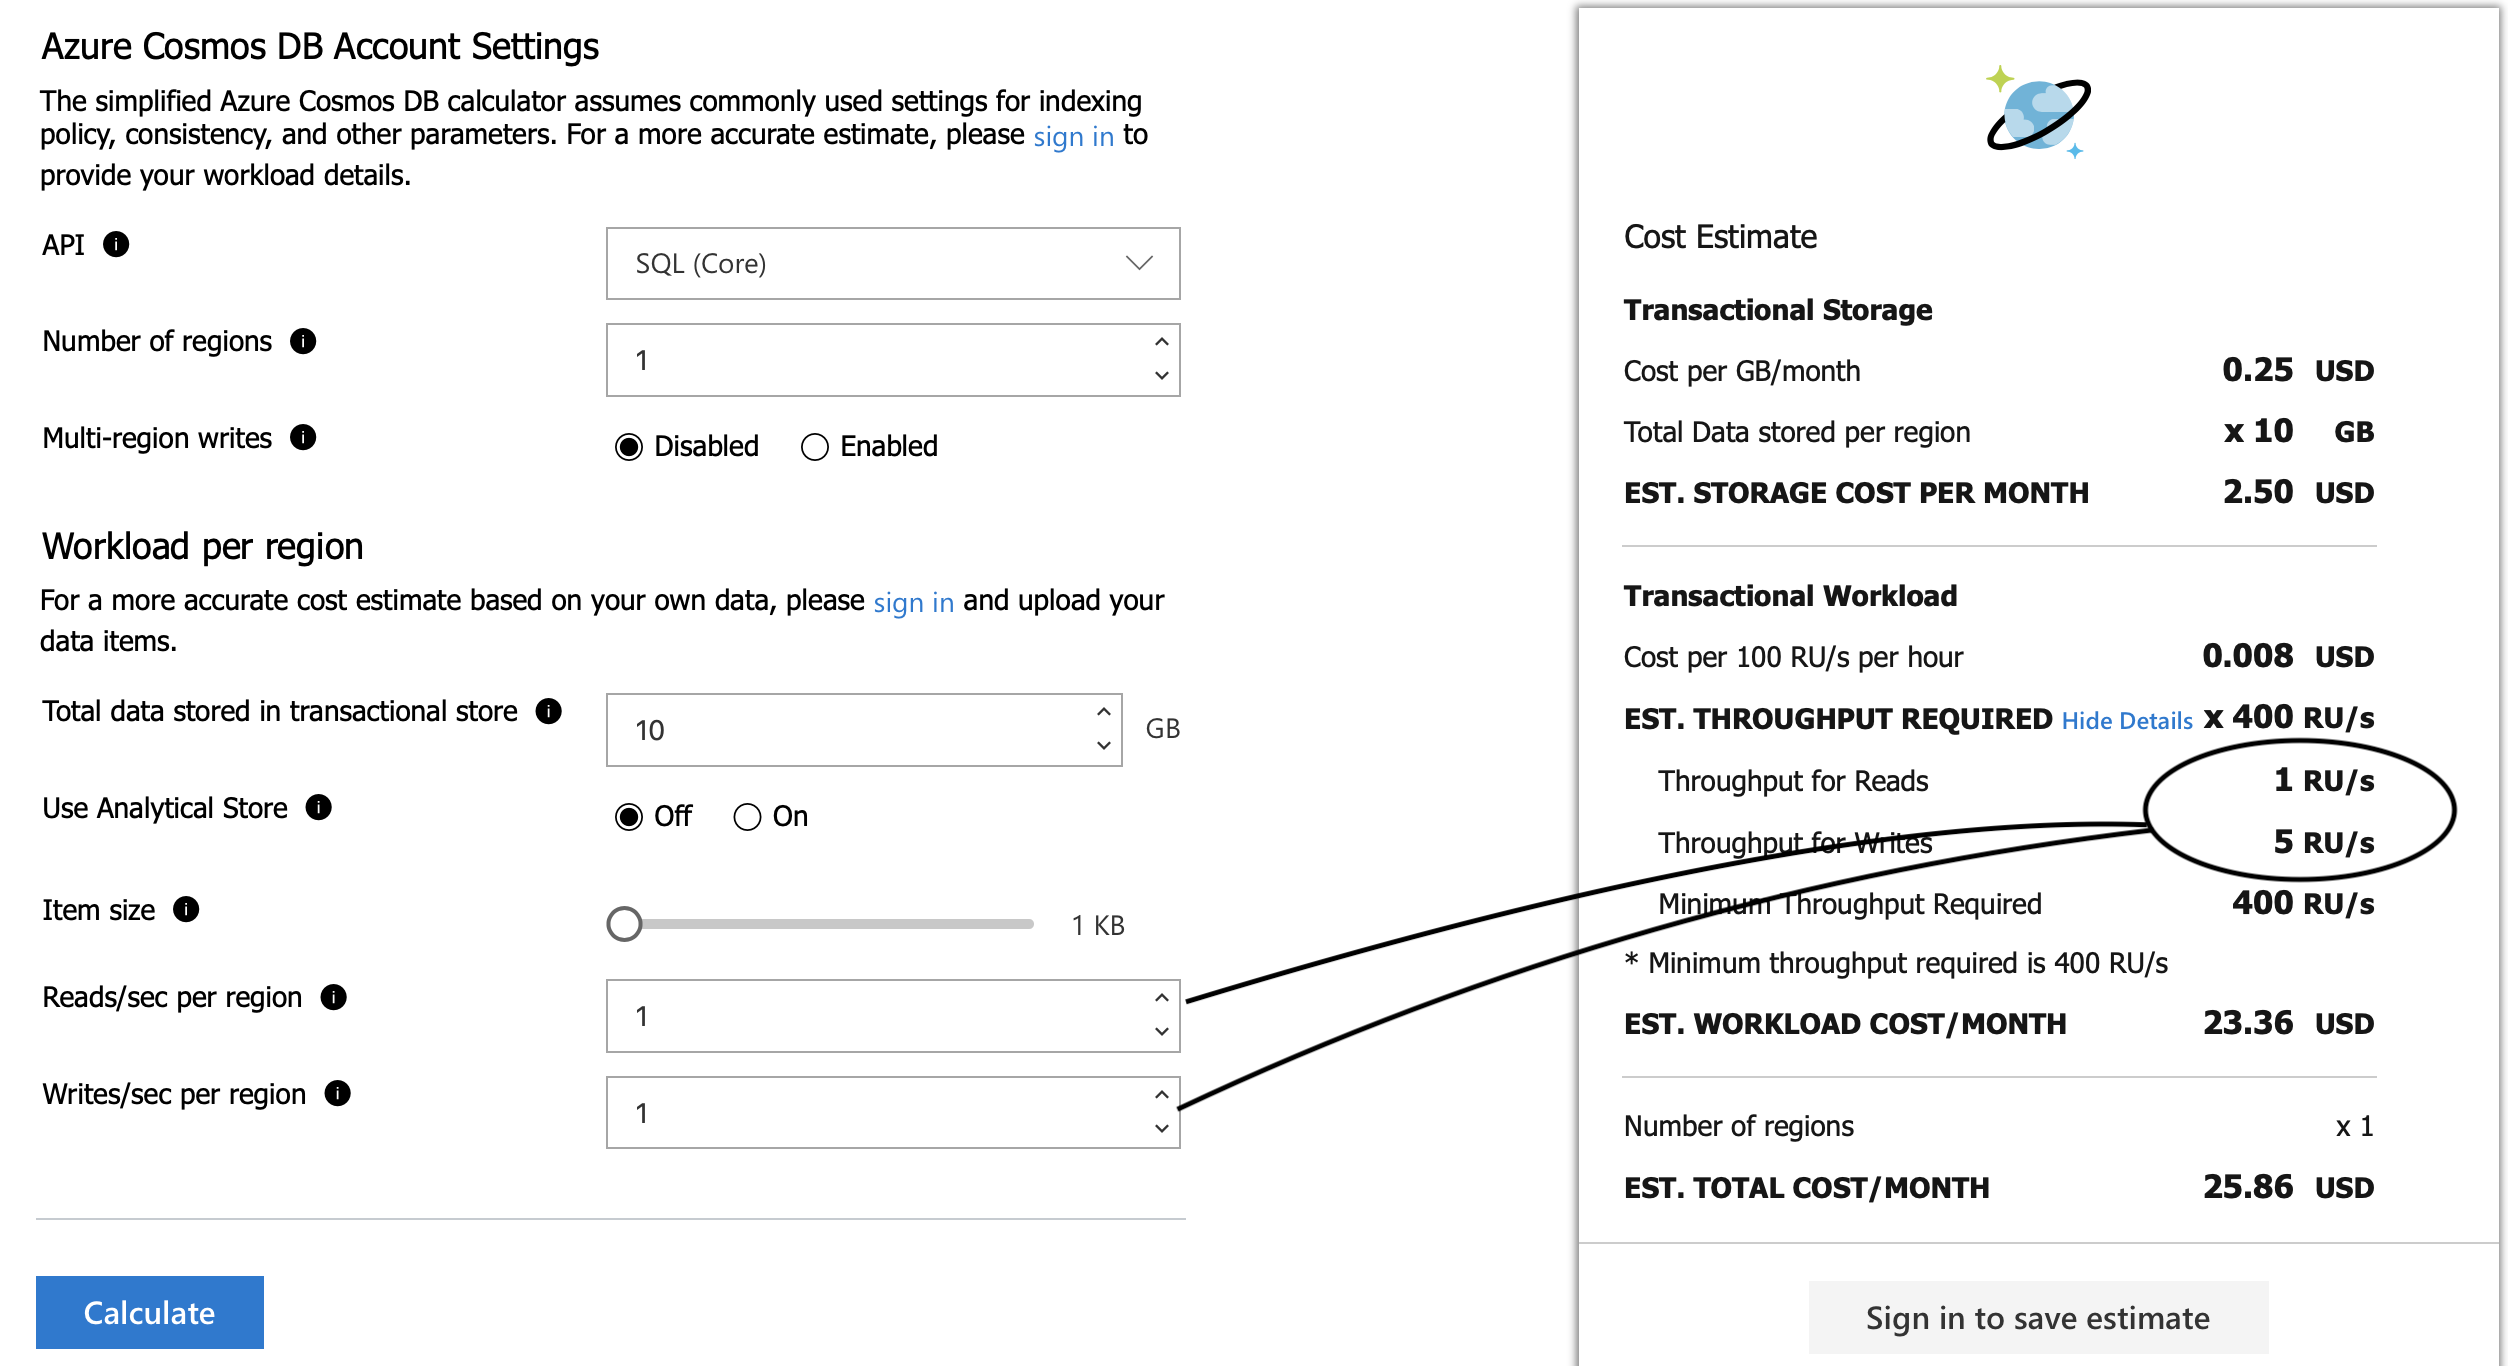 Azure Cosmos DB Account Settings
The simplified Azure Cosmos DB calculator assumes commonly used settings for indexing
policy, consistency, and other parameters. For a more accurate estimate, please sign in to
provide your workload details.
API
SQL (Core)
Number of regions
1
Multi-region writes
Disabled Enabled
Workload per region
For a more accurate cost estimate based on your own data, please sign in and upload your
data items.
Total data stored in transactional store
10 GB
Use Analytical Store
Off On
Item size
1 KB
Reads/sec per region
1
Writes/sec per region
1
Calculate
Cost Estimate
Transactional Storage
Cost per GB/month 0.25 USD
Total Data stored per region x 10 GB
EST. STORAGE COST PER MONTH 2.50 USD
Transactional Workload
Cost per 100 RU/s per hour 0.008 USD
EST. THROUGHPUT REQUIRED Hide Details x 400 RU/s
Throughput for Reads 1 RU/s
Throughput for Writes 5 RU/s
Minimum Throughput Required 400 RU/s
* Minimum throughput required is 400 RU/s
EST. WORKLOAD COST/MONTH 23.36 USD
Number of regions x 1
EST. TOTAL COST/MONTH 25.86 USD
Sign in to save estimate